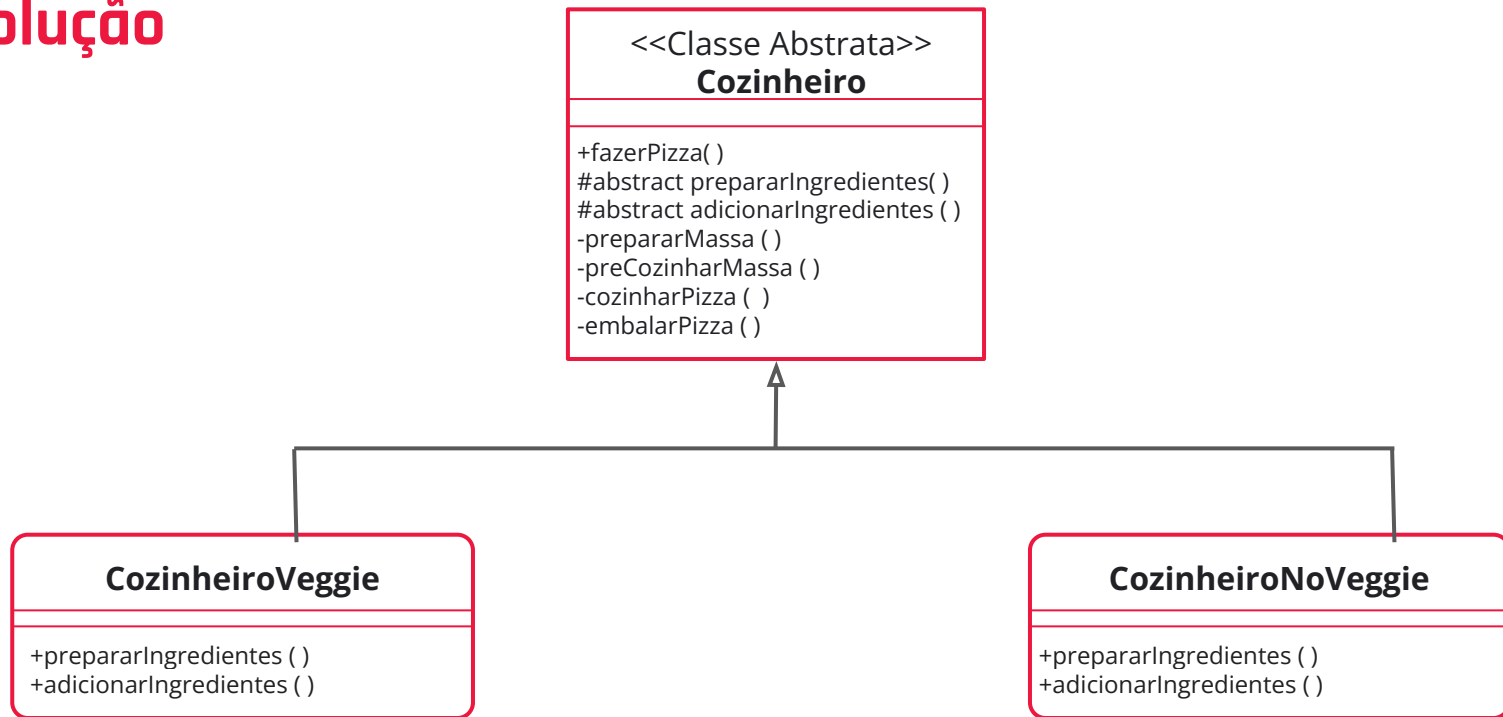 olução
<<Classe Abstrata>>
Cozinheiro
+fazerPizza( )
#abstract prepararIngredientes( )
#abstract adicionarIngredientes ( )
-prepararMassa ( )
-preCozinharMassa ( )
-cozinharPizza (  )
-embalarPizza ( )
CozinheiroVeggie
+prepararIngredientes ( )
+adicionarIngredientes ( )
CozinheiroNoVeggie
+prepararIngredientes ( )
+adicionarIngredientes ( )